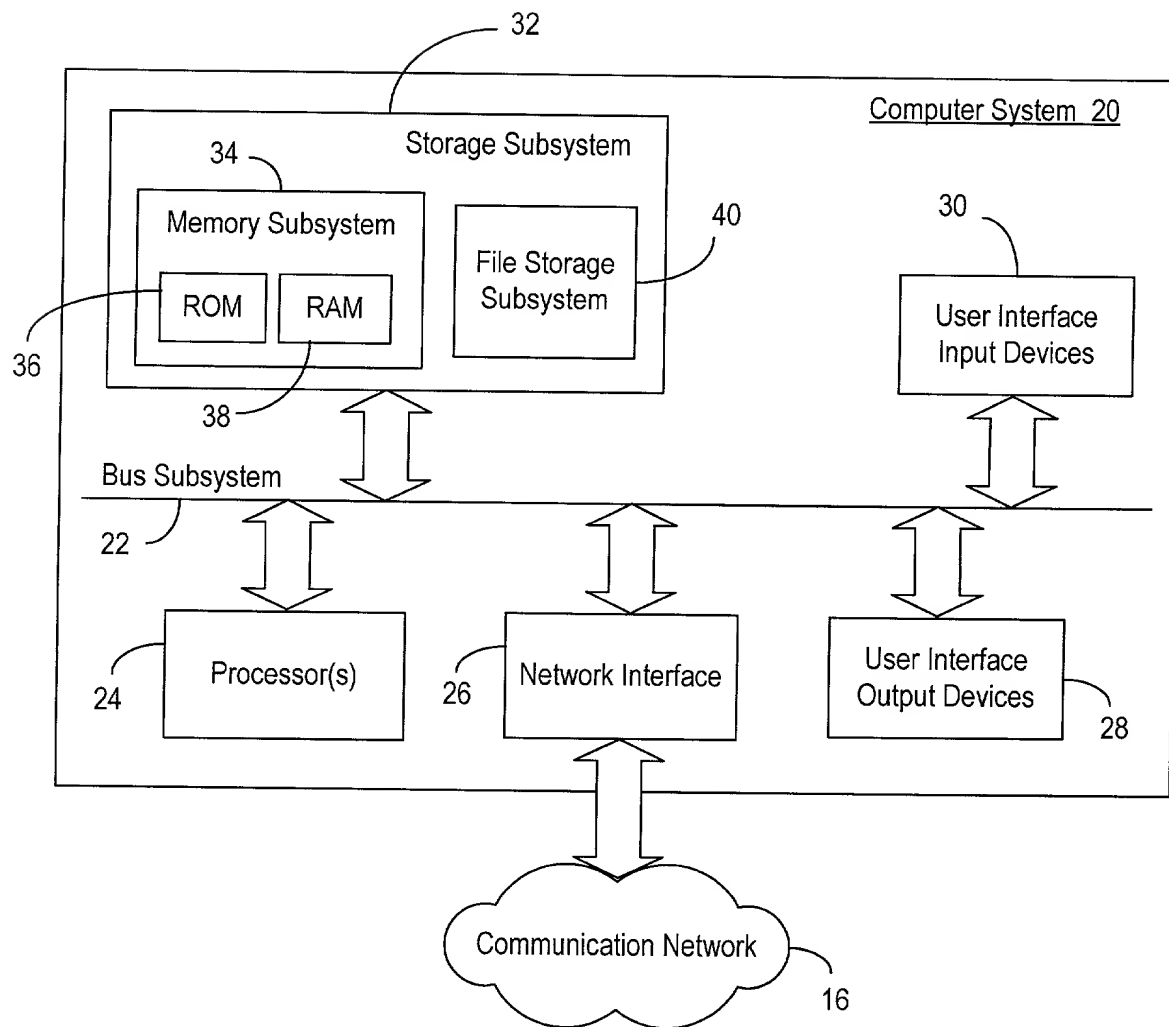 32
Computer System 20
Storage Subsystem
34
Memory Subsystem
30
40
File Storage
Subsystem
ROM
RAM
User Interface
Input Devices
36
38
Bus Subsystem
22
Processor(s)
Network Interface
User Interface
Output Devices
24
26
28
Communication Network
16